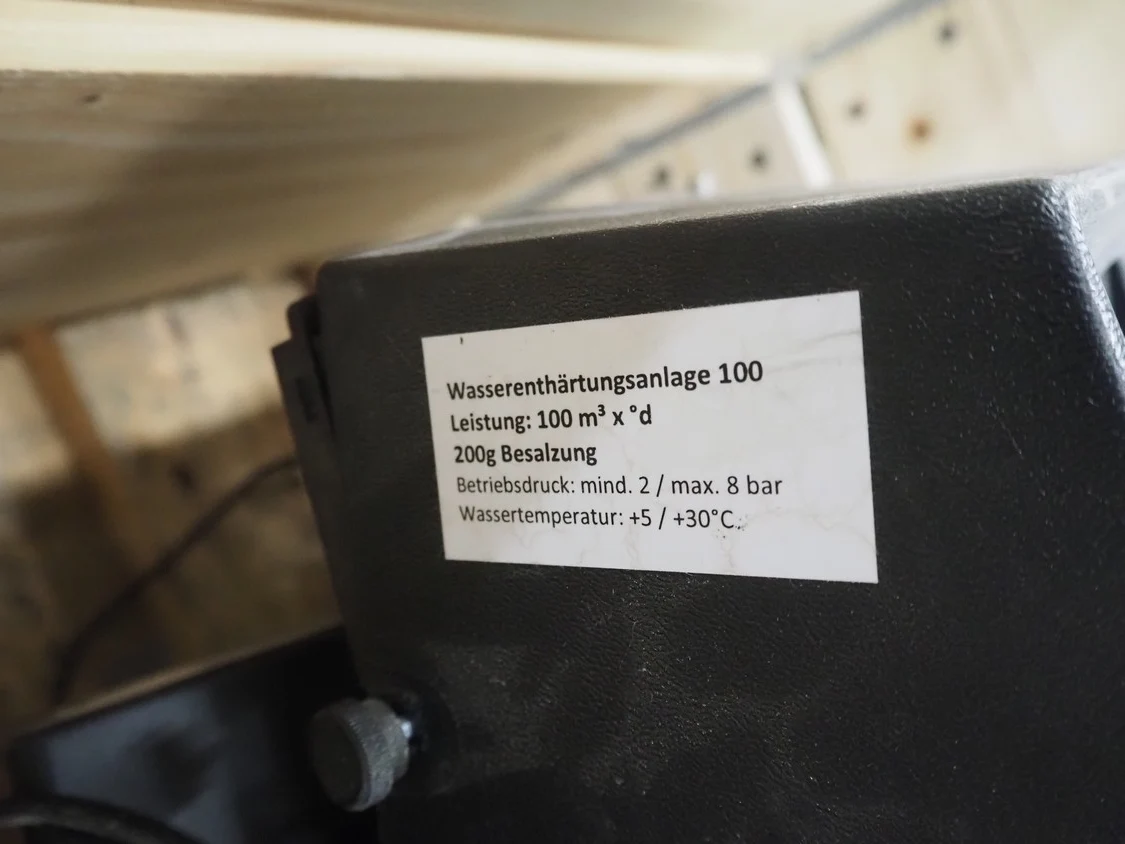 Wasserenthärtungsanlage 100
Leistung: 100 m³ x °d
200g Besalzung
Betriebsdruck: mind. 2 / max. 8 bar
Wassertemperatur: +5 / +30°C.